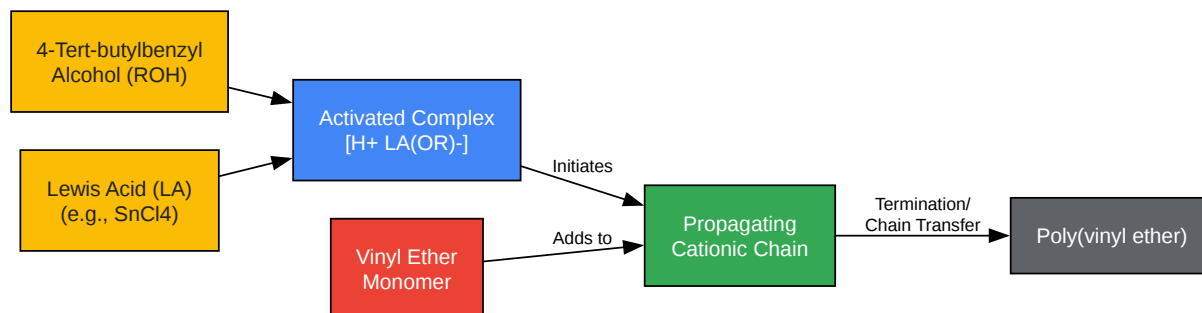 4-Tert-butylbenzyl
Alcohol (ROH)
Lewis Acid (LA)
(e.g., SnCl4)
Activated Complex
[H+ LA(OR)-]
Initiates
Vinyl Ether
Monomer
Adds to
Propagating
Cationic Chain
Termination/
Chain Transfer
Poly(vinyl ether)